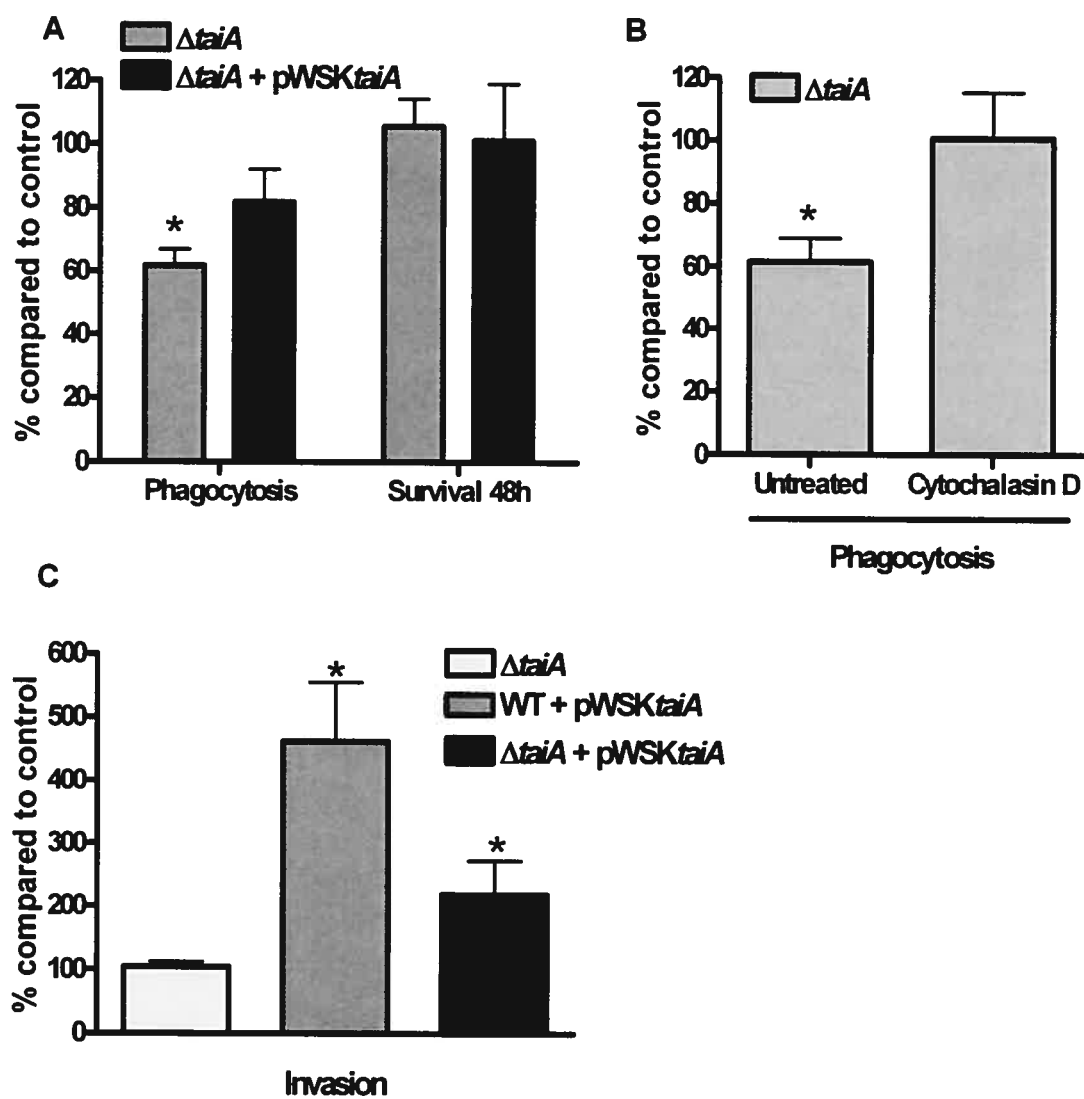 A
ΔtaiA
ΔtaiA + pWSKtaiA
% compared to control
120
100
80
60
40
20
0
*
Phagocytosis
Survival 48h
B
ΔtaiA
% compared to control
120
100
80
60
40
20
0
*
Untreated
Cytochalasin D
Phagocytosis
C
ΔtaiA
WT + pWSKtaiA
ΔtaiA + pWSKtaiA
% compared to control
600
500
400
300
200
100
0
*
*
Invasion